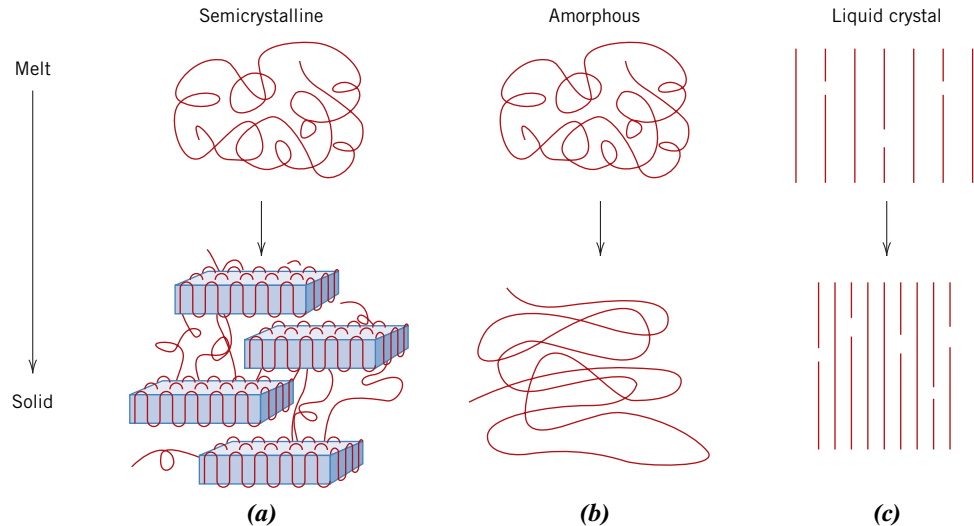 Semicrystalline
Amorphous
Liquid crystal
Melt
Solid
(a)
(b)
(c)